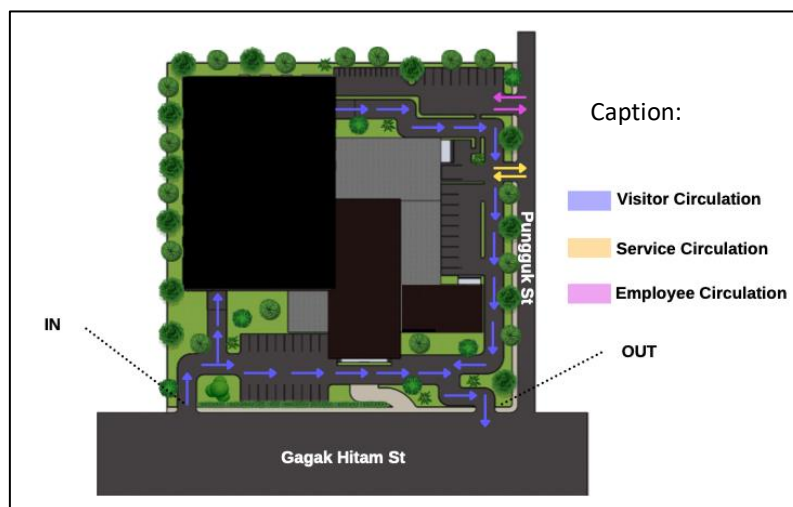 Caption:
Visitor Circulation
Pungguk St
Service Circulation
Employee Circulation
IN
OUT
Gagak Hitam St